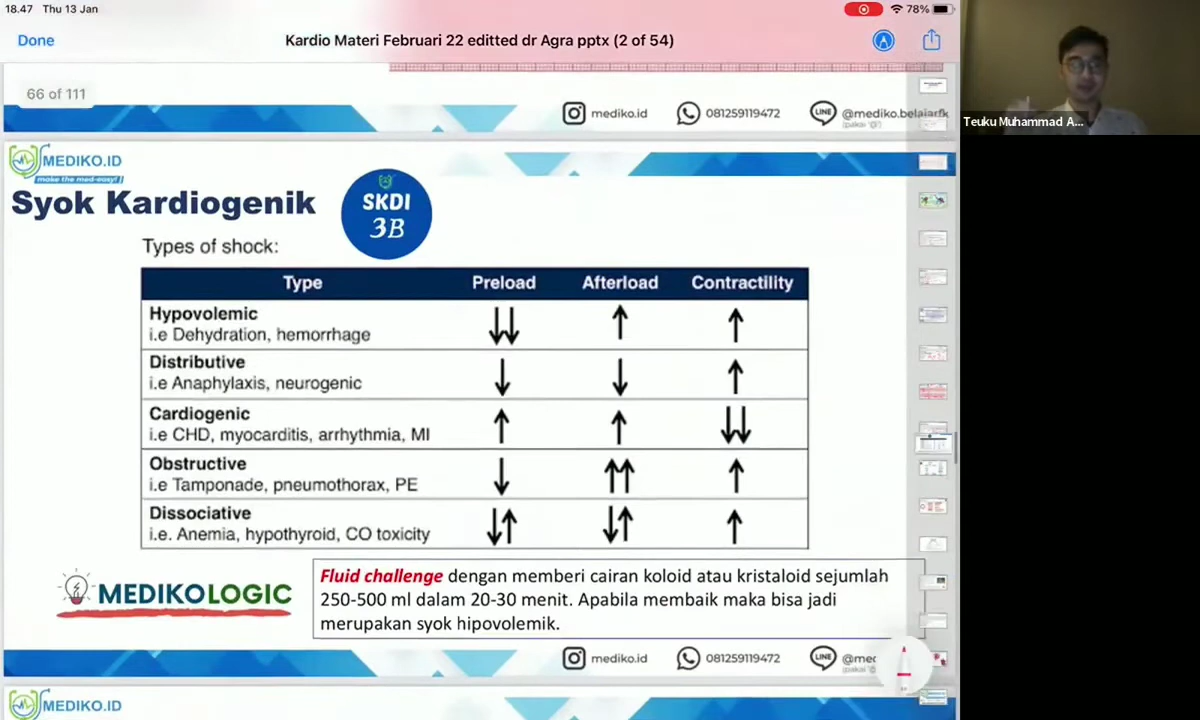 18.47 Thu 13 Jan
78%
Done
Kardio Materi Februari 22 editted dr Agra pptx (2 of 54)
66 of 111
mediko.id
081259119472
@mediko.belajarfk
Teuku Muhammad A...
MEDIKO.ID
make the med-easy!
Syok Kardiogenik
SKDI
3B
Types of shock:
Type Preload Afterload Contractility
Hypovolemic
i.e Dehydration, hemorrhage ↓↓ ↑ ↑
Distributive
i.e Anaphylaxis, neurogenic ↓ ↓ ↑
Cardiogenic
i.e CHD, myocarditis, arrhythmia, MI ↑ ↑ ↓↓
Obstructive
i.e Tamponade, pneumothorax, PE ↓ ↑↑ ↑
Dissociative
i.e. Anemia, hypothyroid, CO toxicity ↓↑ ↓↑ ↑
MEDIKOLOGIC
Fluid challenge dengan memberi cairan koloid atau kristaloid sejumlah
250-500 ml dalam 20-30 menit. Apabila membaik maka bisa jadi
merupakan syok hipovolemik.
mediko.id
081259119472
@me
MEDIKO.ID